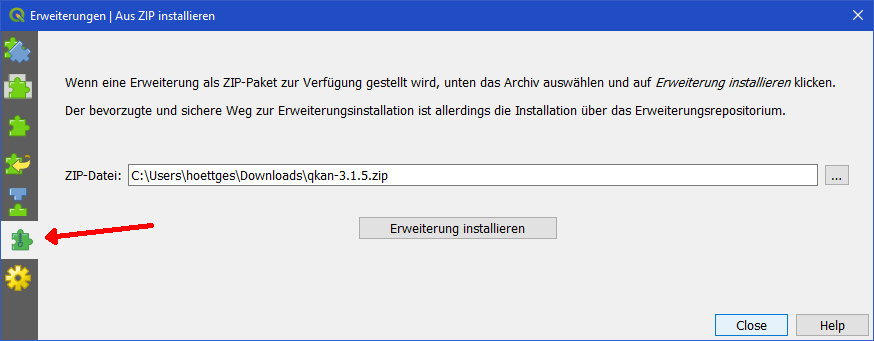 Erweiterungen | Aus ZIP installieren
Wenn eine Erweiterung als ZIP-Paket zur Verfügung gestellt wird, unten das Archiv auswählen und auf Erweiterung installieren klicken.
Der bevorzugte und sichere Weg zur Erweiterungsinstallation ist allerdings die Installation über das Erweiterungsrepositorium.
ZIP-Datei: C:\Users\hoettges\Downloads\qkan-3.1.5.zip ...
Erweiterung installieren
Close Help